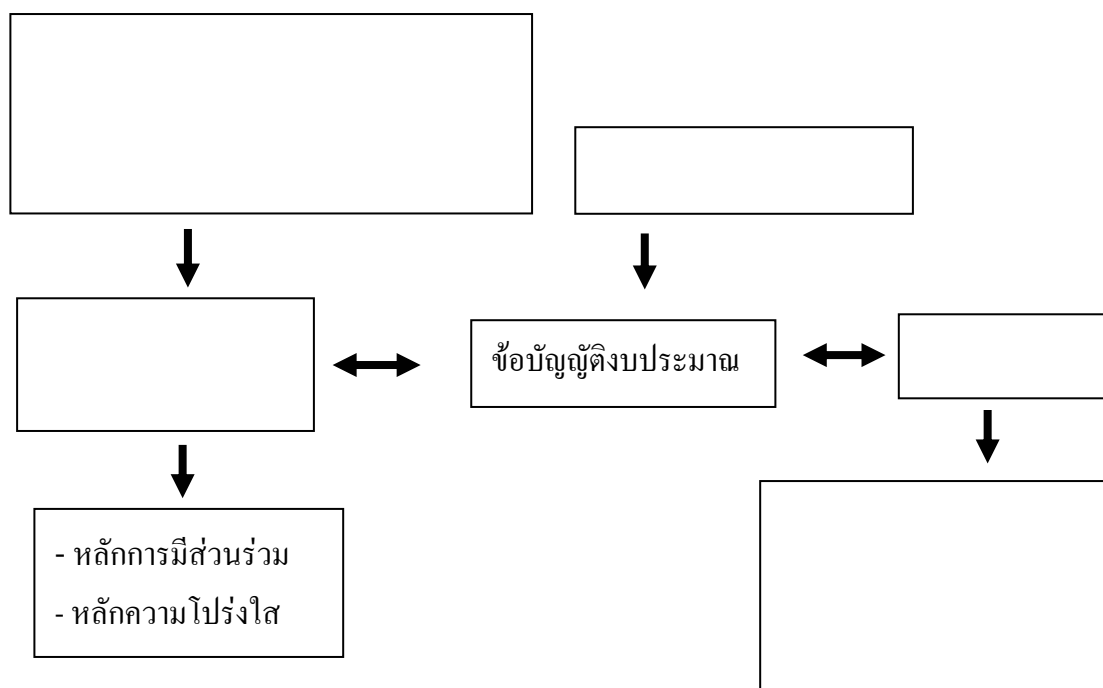 ข้อบัญญัติงบประมาณ
- หลักการมีส่วนร่วม
- หลักความโปร่งใส